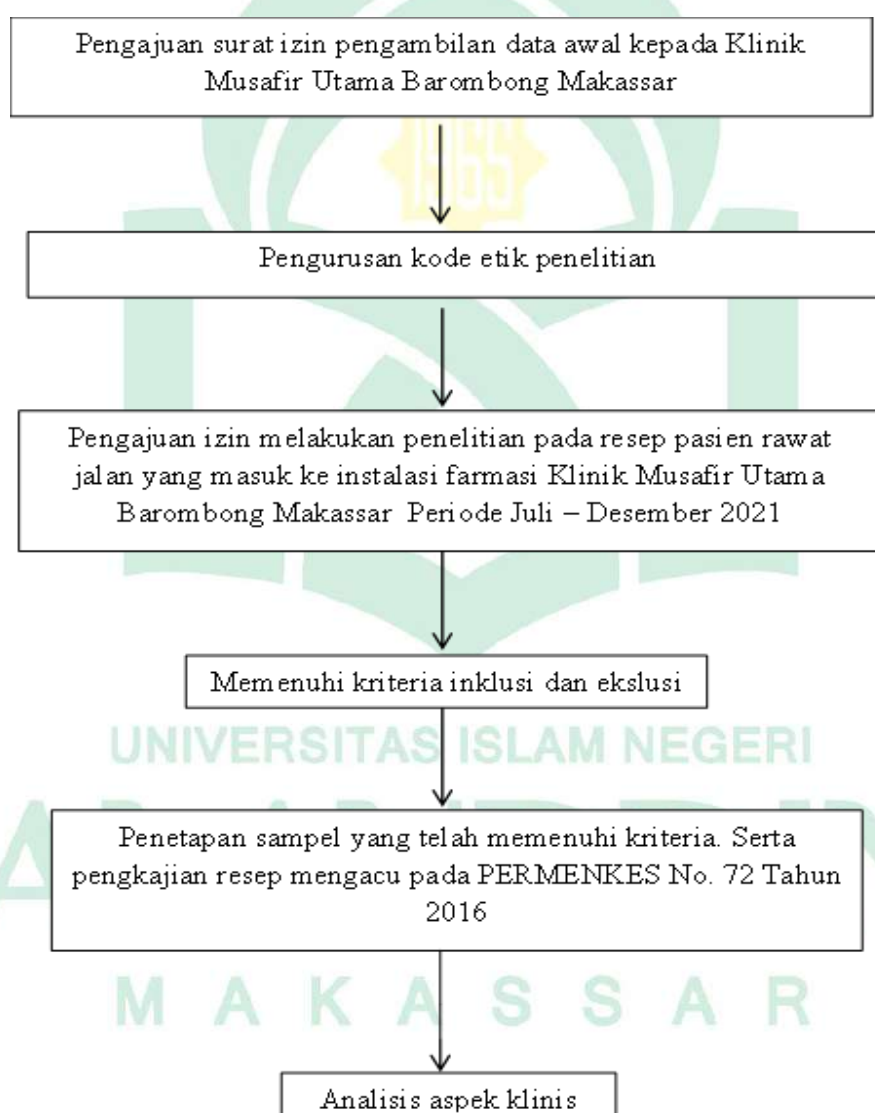 Pengajuan surat izin pengambilan data awal kepada Klinik
Musafir Utama Barombong Makassar
1965
Pengurusan kode etik penelitian
Pengajuan izin melakukan penelitian pada resep pasien rawat
jalan yang masuk ke instalasi farmasi Klinik Musafir Utama
Barombong Makassar Periode Juli – Desember 2021
Memenuhi kriteria inklusi dan ekslusi
UNIVERSITAS ISLAM NEGERI
Penetapan sampel yang telah memenuhi kriteria. Serta
pengkajian resep mengacu pada PERMENKES No. 72 Tahun
2016
MAKASSAR
Analisis aspek klinis